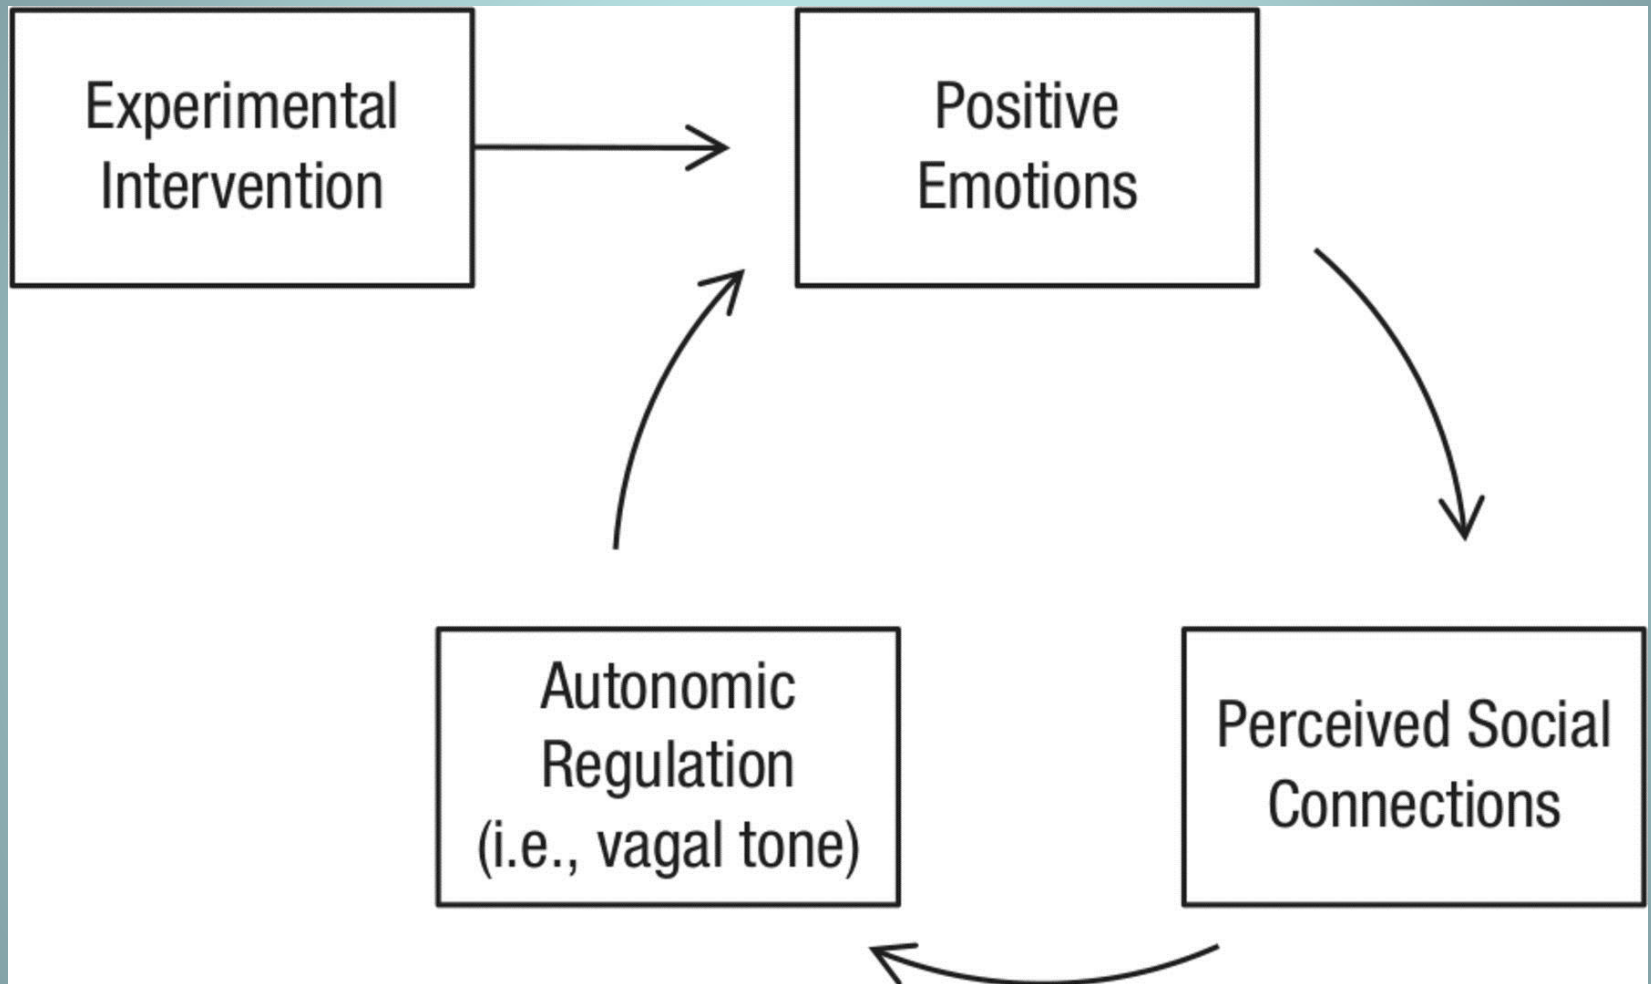 Experimental
Intervention
Positive
Emotions
Autonomic
Regulation
(i.e., vagal tone)
Perceived Social
Connections